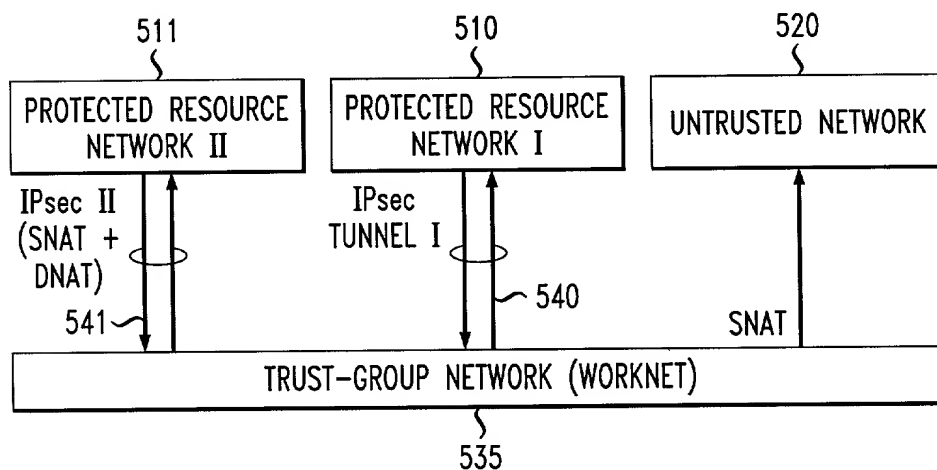 511
510
520
PROTECTED RESOURCE
NETWORK II
PROTECTED RESOURCE
NETWORK I
UNTRUSTED NETWORK
IPsec II
(SNAT +
DNAT)
541
IPsec
TUNNEL I
540
SNAT
TRUST-GROUP NETWORK (WORKNET)
535